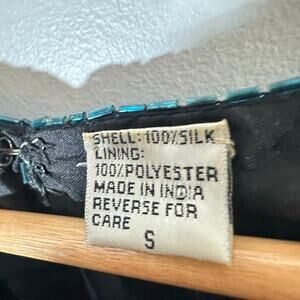 SHELL: 100%SILK
LINING:
100%POLYESTER
MADE IN INDIA
REVERSE FOR
CARE
S